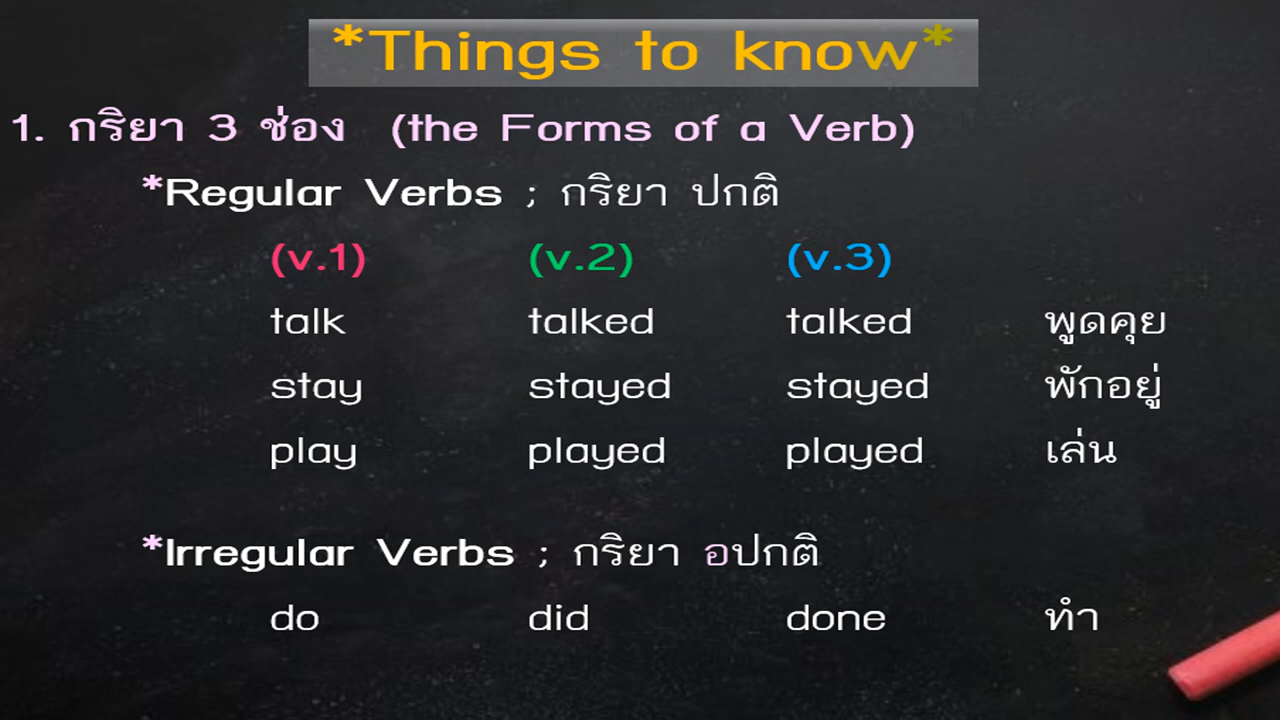 *Things to know*
1. กริยา 3 ช่อง (the Forms of a Verb)
*Regular Verbs ; กริยา ปกติ
(v.1) (v.2) (v.3)
talk talked talked พูดคุย
stay stayed stayed พักอยู่
play played played เล่น
*Irregular Verbs ; กริยา อปกติ
do did done ทำ